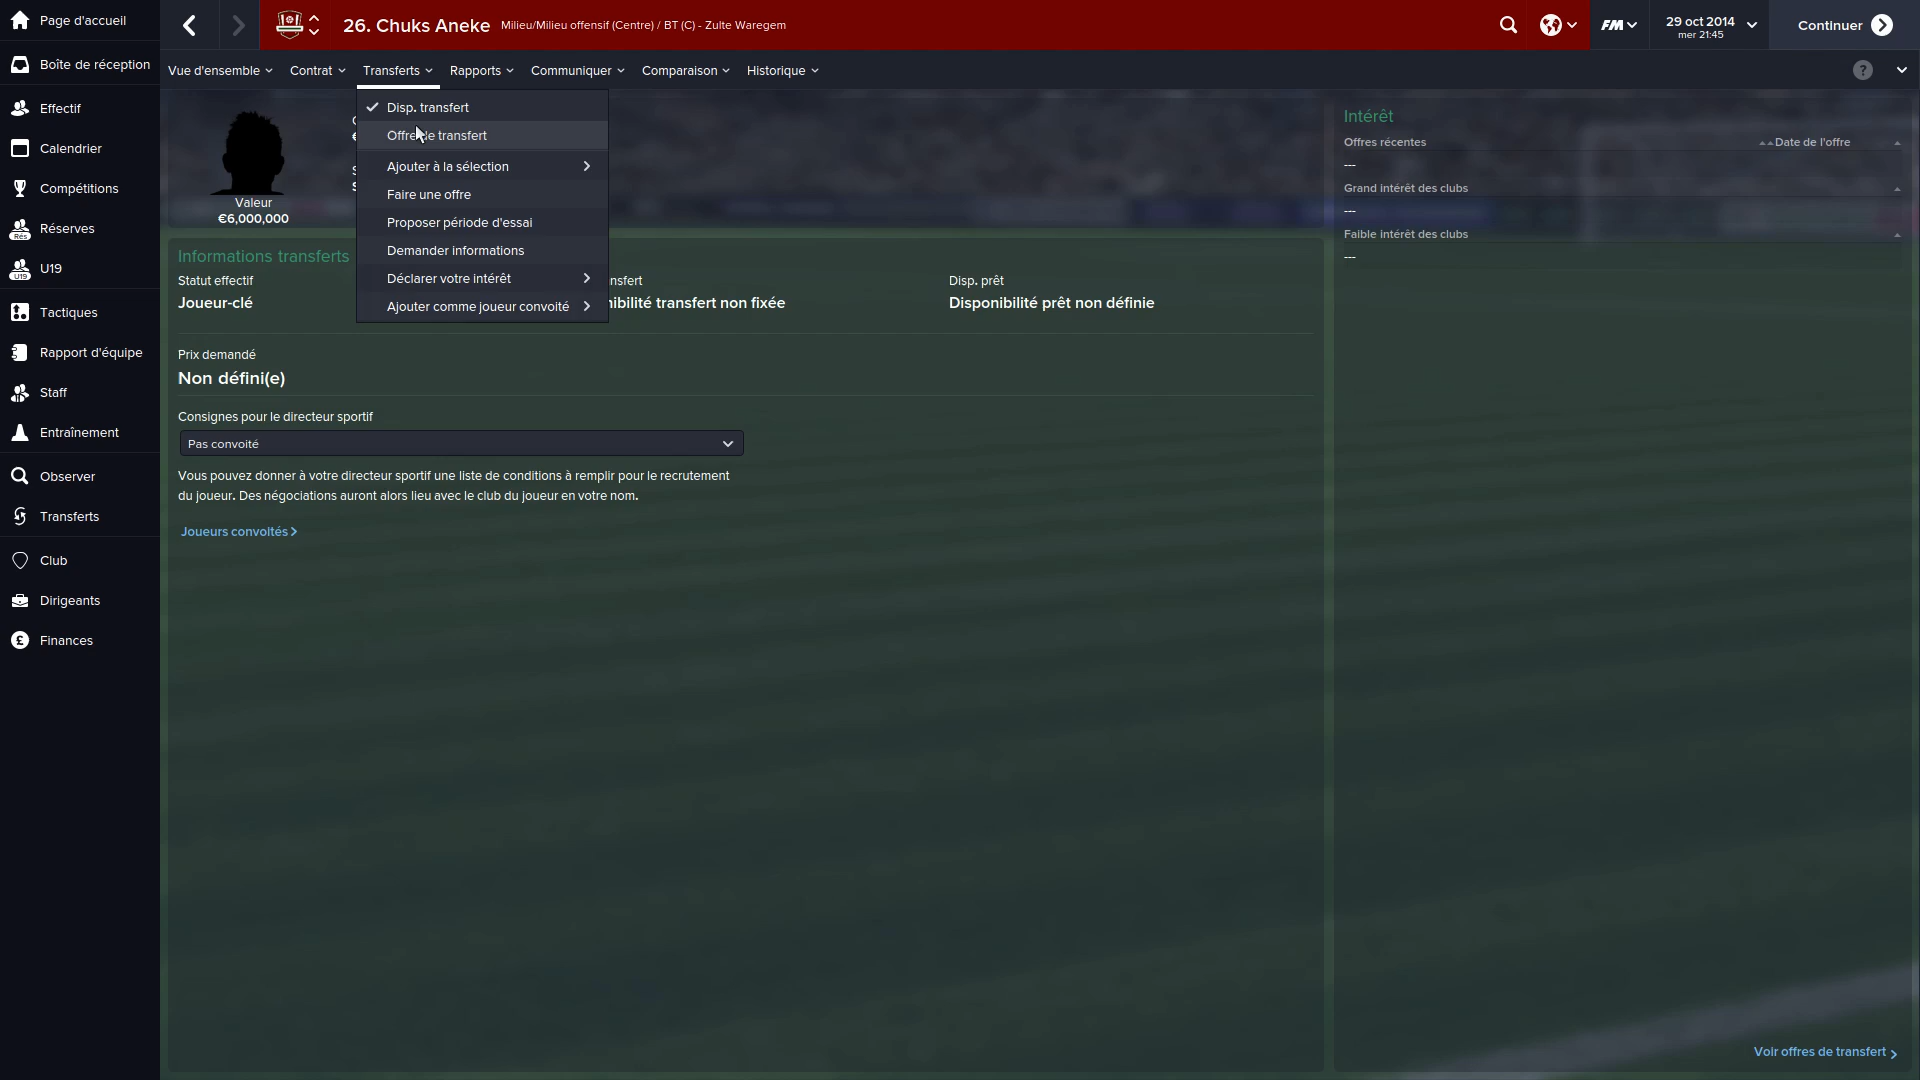 Page d'accueil
Boîte de réception
Effectif
Calendrier
Compétitions
Rés
Réserves
U19
U19
Tactiques
Rapport d'équipe
Staff
Entraînement
Observer
Transferts
Club
Dirigeants
£ Finances
26. Chuks Aneke Milieu/Milieu offensif (Centre) / BT (C) - Zulte Waregem
FM
29 oct 2014
mer 21:45
Continuer
Vue d'ensemble Contrat Transferts Rapports Communiquer Comparaison Historique ?
Disp. transfert
Offre de transfert
Ajouter à la sélection
Faire une offre
Proposer période d'essai
Demander informations
Déclarer votre intérêt
Ajouter comme joueur convoité
Valeur
€6,000,000
Informations transferts
Statut effectif
Joueur-clé
Disp. prêt
Disponibilité prêt non définie
nsfert
ibilité transfert non fixée
Prix demandé
Non défini(e)
Consignes pour le directeur sportif
Pas convoité
Vous pouvez donner à votre directeur sportif une liste de conditions à remplir pour le recrutement
du joueur. Des négociations auront alors lieu avec le club du joueur en votre nom.
Joueurs convoités
Intérêt
Offres récentes Date de l'offre
---
Grand intérêt des clubs
---
Faible intérêt des clubs
---
Voir offres de transfert